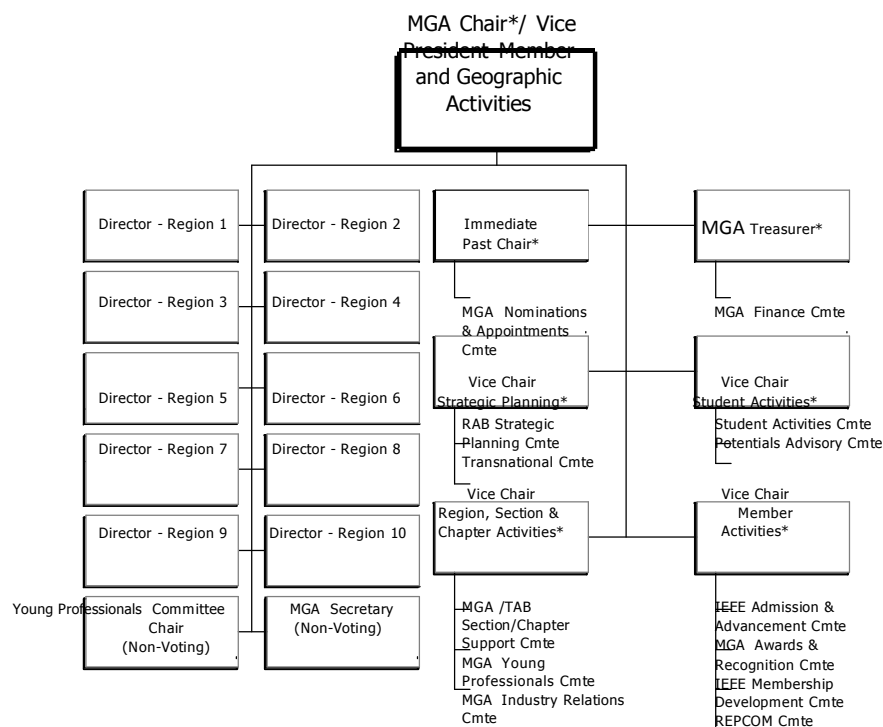 MGA Chair*/ Vice
President Member
and Geographic
Activities
Director - Region 1
Director - Region 2
Immediate
Past Chair*
MGA Treasurer*
Director - Region 3
Director - Region 4
MGA Nominations
& Appointments
Cmte
MGA Finance Cmte
Director - Region 5
Director - Region 6
Vice Chair
Strategic Planning*
RAB Strategic
Planning Cmte
Transnational Cmte
Vice Chair
Student Activities*
Student Activities Cmte
Potentials Advisory Cmte
Director - Region 7
Director - Region 8
Director - Region 9
Director - Region 10
Vice Chair
Region, Section &
Chapter Activities*
Vice Chair
Member
Activities*
Young Professionals Committee
Chair
(Non-Voting)
MGA Secretary
(Non-Voting)
MGA /TAB
Section/Chapter
Support Cmte
MGA Young
Professionals Cmte
MGA Industry Relations
Cmte
IEEE Admission &
Advancement Cmte
MGA Awards &
Recognition Cmte
IEEE Membership
Development Cmte
REPCOM Cmte